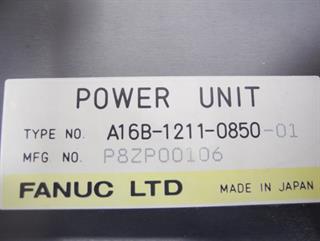 POWER UNIT
TYPE NO. A16B-1211-0850-01
MFG NO. P8ZP00106
FANUC LTD MADE IN JAPAN